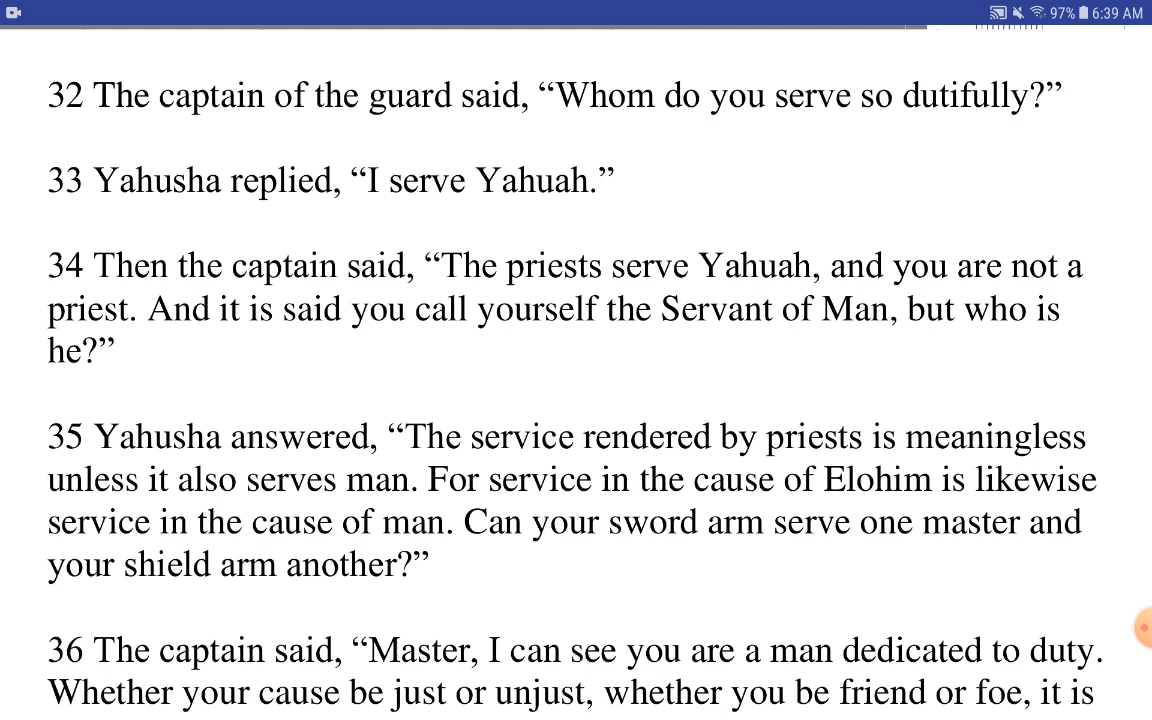 97% 6:39 AM
32 The captain of the guard said, “Whom do you serve so dutifully?”
33 Yahusha replied, “I serve Yahuah.”
34 Then the captain said, “The priests serve Yahuah, and you are not a
priest. And it is said you call yourself the Servant of Man, but who is
he?”
35 Yahusha answered, “The service rendered by priests is meaningless
unless it also serves man. For service in the cause of Elohim is likewise
service in the cause of man. Can your sword arm serve one master and
your shield arm another?”
36 The captain said, “Master, I can see you are a man dedicated to duty.
Whether your cause be just or unjust, whether you be friend or foe, it is